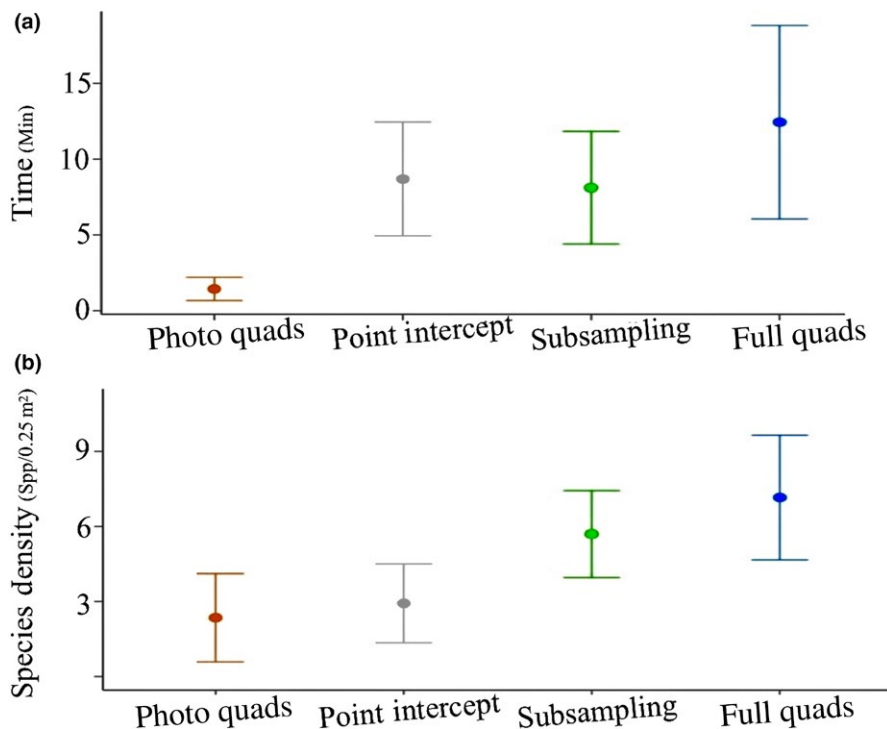 (a)
Time (Min)
15
10
5
0
Photo quads
Point intercept
Subsampling
Full quads
(b)
Species density (Spp/0.25 m²)
9
6
3
Photo quads
Point intercept
Subsampling
Full quads